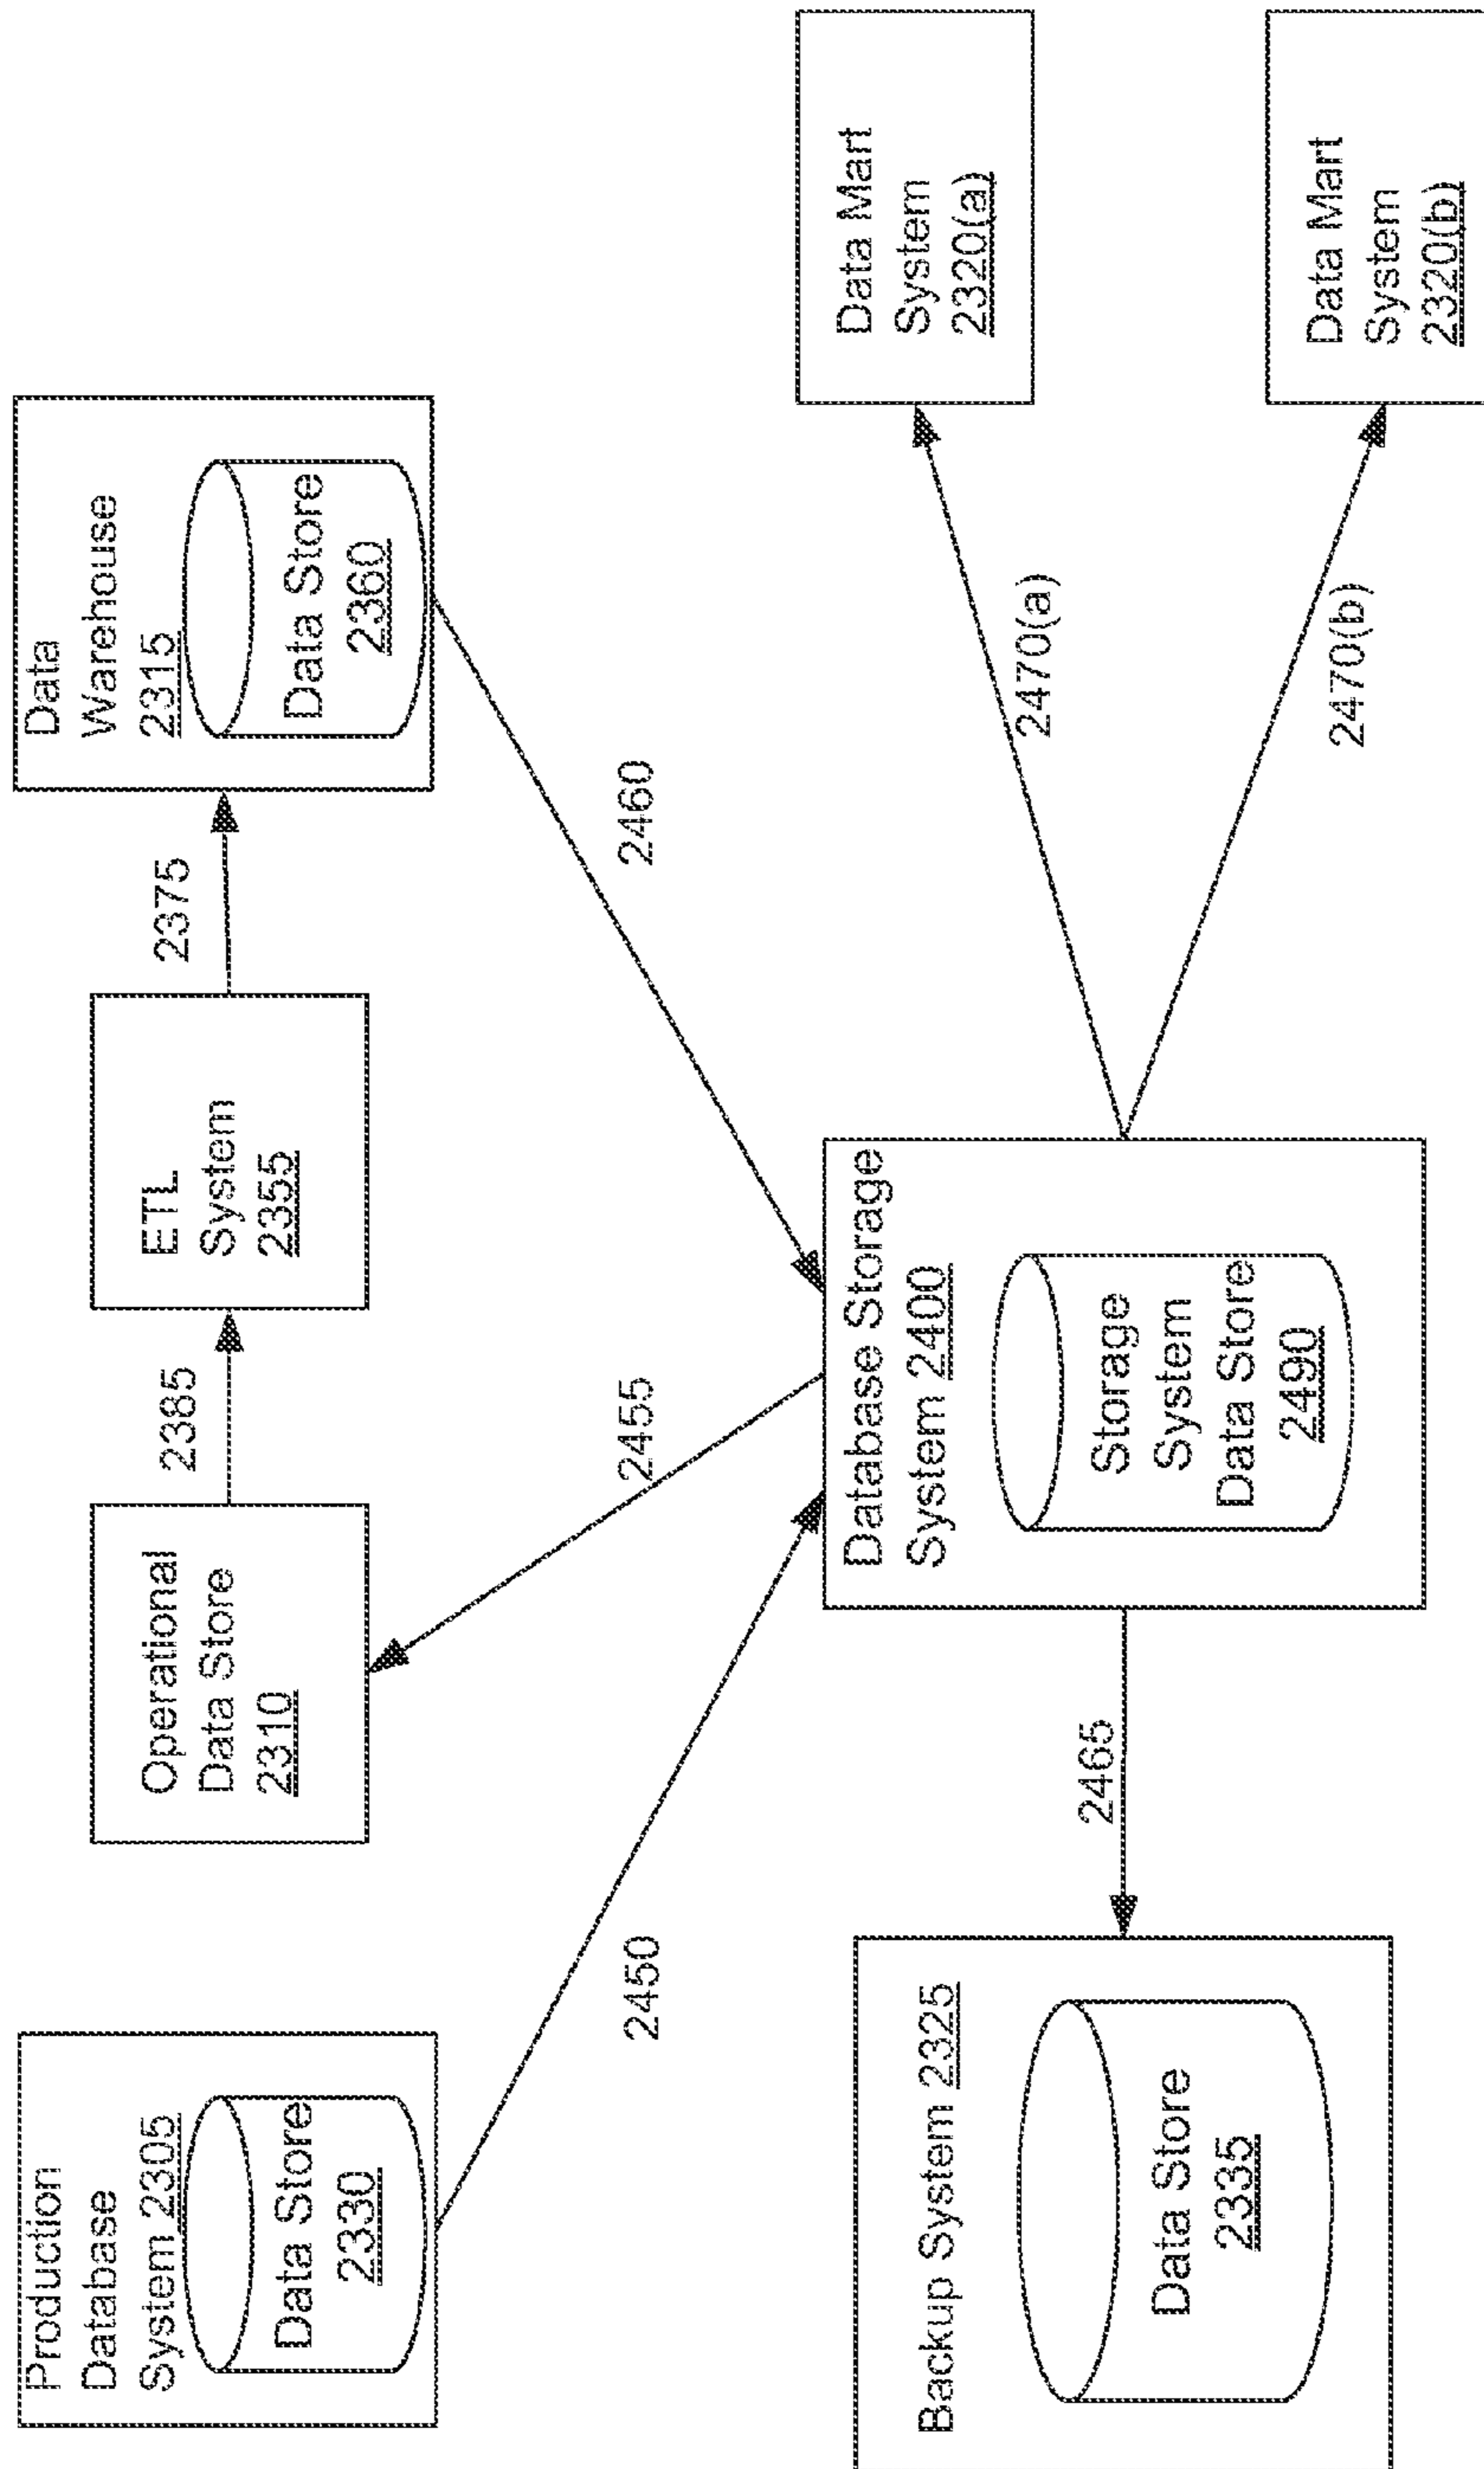 Production
Database
System 2305
Data Store
2330
Operational
Data Store
2310
2385
ETL
System
2355
2375
Data
Warehouse
2315
Data Store
2360
2450
2455
2460
Backup System 2325
Data Store
2335
2465
Database Storage
System 2400
Storage
System
Data Store
2490
2470(a)
2470(b)
Data Mart
System
2320(a)
Data Mart
System
2320(b)